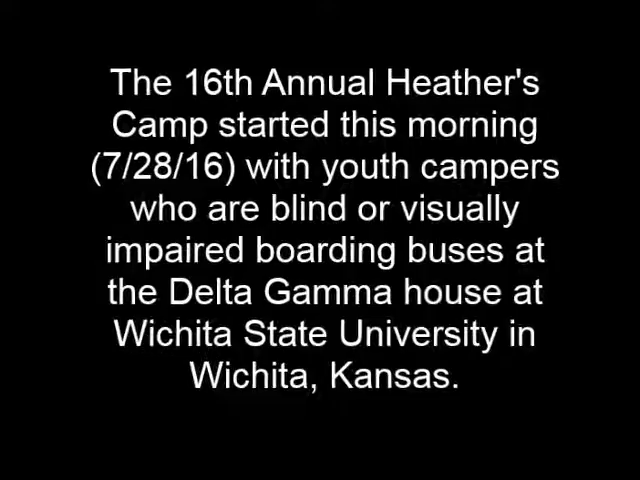 The 16th Annual Heather's
Camp started this morning
(7/28/16) with youth campers
who are blind or visually
impaired boarding buses at
the Delta Gamma house at
Wichita State University in
Wichita, Kansas.